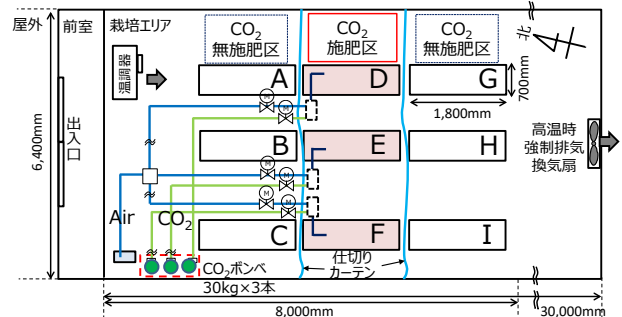 屋外
前室
栽培エリア
CO₂
無施肥区
CO₂
施肥区
CO₂
無施肥区
北
温調器
A
D
G
700mm
1,800mm
M
M
6,400mm
出入口
B
E
H
高温時
強制排気
換気扇
M
M
M
M
Air
CO₂
C
F
I
CO₂ボンベ
30kg×3本
仕切り
カーテン
8,000mm
30,000mm